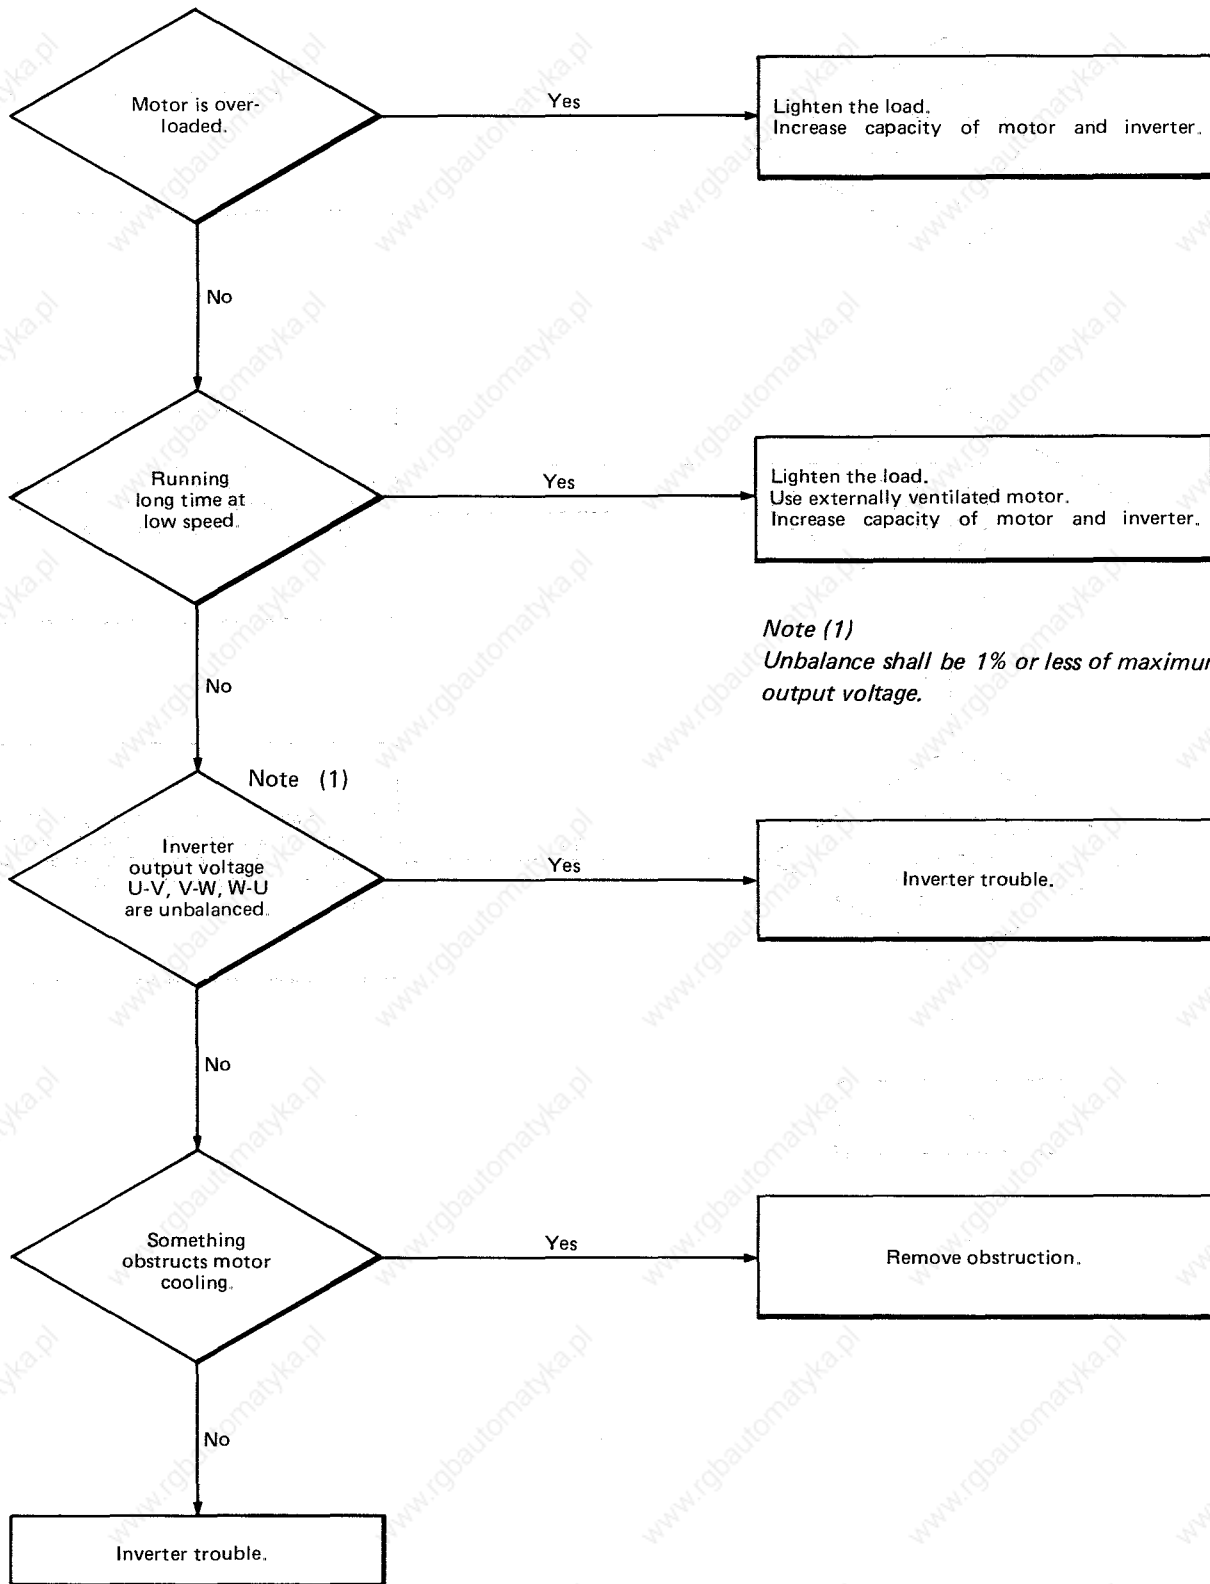 Motor is over-
loaded.
Yes
Lighten the load.
Increase capacity of motor and inverter.
No
Running
long time at
low speed.
Yes
Lighten the load.
Use externally ventilated motor.
Increase capacity of motor and inverter.
Note (1)
Unbalance shall be 1% or less of
output voltage.
No
Note (1)
Inverter
output voltage
U-V, V-W, W-U
are unbalanced.
Yes
Inverter trouble.
No
Something
obstructs motor
cooling.
Yes
Remove obstruction.
No
Inverter trouble.
www.rgbautomatyka.pl